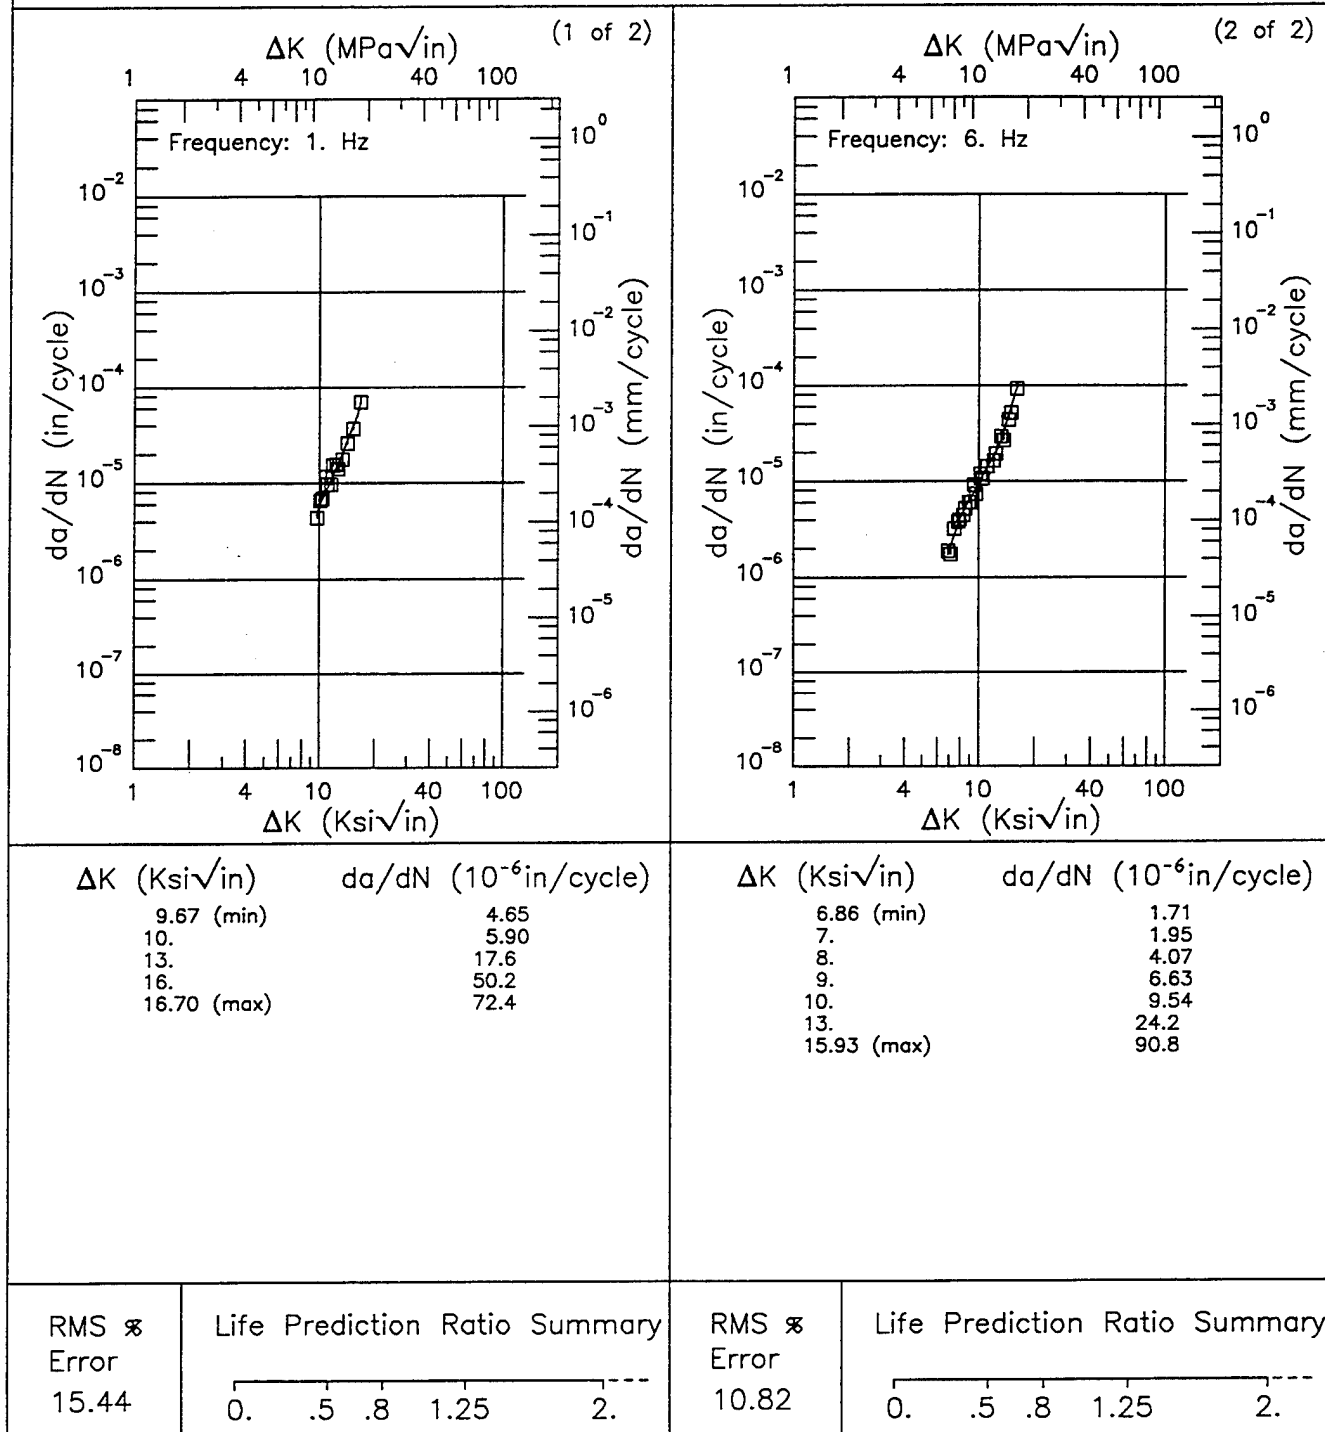 (1 of 2)
ΔK (MPa√in)
1 4 10 40 100
Frequency: 1. Hz
10⁰
10⁻²
10⁻¹
10⁻³
10⁻²
10⁻⁴
10⁻³
10⁻⁵
10⁻⁴
10⁻⁶
10⁻⁵
10⁻⁷
10⁻⁶
10⁻⁸
da/dN (in/cycle)
da/dN (mm/cycle)
1 4 10 40 100
ΔK (Ksi√in)
ΔK (Ksi√in) da/dN (10⁻⁶in/cycle)
9.67 (min) 4.65
10. 5.90
13. 17.6
16. 50.2
16.70 (max) 72.4
RMS %
Error
15.44
Life Prediction Ratio Summary
0. .5 .8 1.25 2.
(2 of 2)
ΔK (MPa√in)
1 4 10 40 100
Frequency: 6. Hz
10⁰
10⁻²
10⁻¹
10⁻³
10⁻²
10⁻⁴
10⁻³
10⁻⁵
10⁻⁴
10⁻⁶
10⁻⁵
10⁻⁷
10⁻⁶
10⁻⁸
da/dN (in/cycle)
da/dN (mm/cycle)
1 4 10 40 100
ΔK (Ksi√in)
ΔK (Ksi√in) da/dN (10⁻⁶in/cycle)
6.86 (min) 1.71
7. 1.95
8. 4.07
9. 6.63
10. 9.54
13. 24.2
15.93 (max) 90.8
RMS %
Error
10.82
Life Prediction Ratio Summary
0. .5 .8 1.25 2.